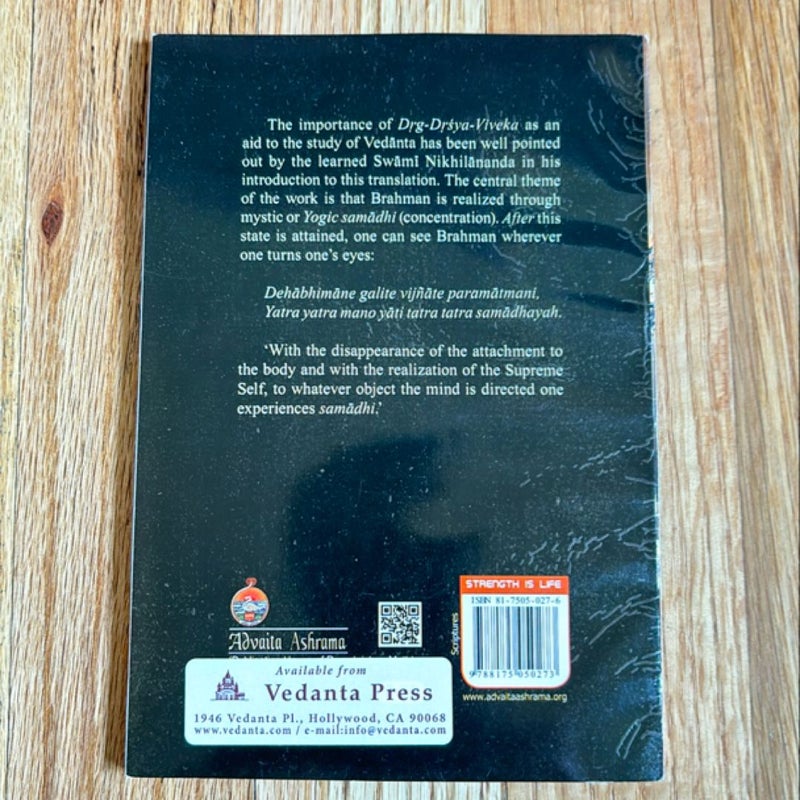 The importance of Dṛg-Dṛśya-Viveka as an
aid to the study of Vedānta has been well pointed
out by the learned Swāmī Nikhilānanda in his
introduction to this translation. The central theme
of the work is that Brahman is realized through
mystic or Yogic samādhi (concentration). After this
state is attained, one can see Brahman wherever
one turns one's eyes:
Dehābhimāne galite vijñāte paramātmani,
Yatra yatra mano yāti tatra tatra samādhayah.
'With the disappearance of the attachment to
the body and with the realization of the Supreme
Self, to whatever object the mind is directed one
experiences samādhi.'
Advaita Ashrama
Available from
Vedanta Press
1946 Vedanta Pl., Hollywood, CA 90068
www.vedanta.com / e-mail:info@vedanta.com
Scriptures
STRENGTH IS LIFE
ISBN 81-7505-027-6
9788175050273
www.advaitaashrama.org